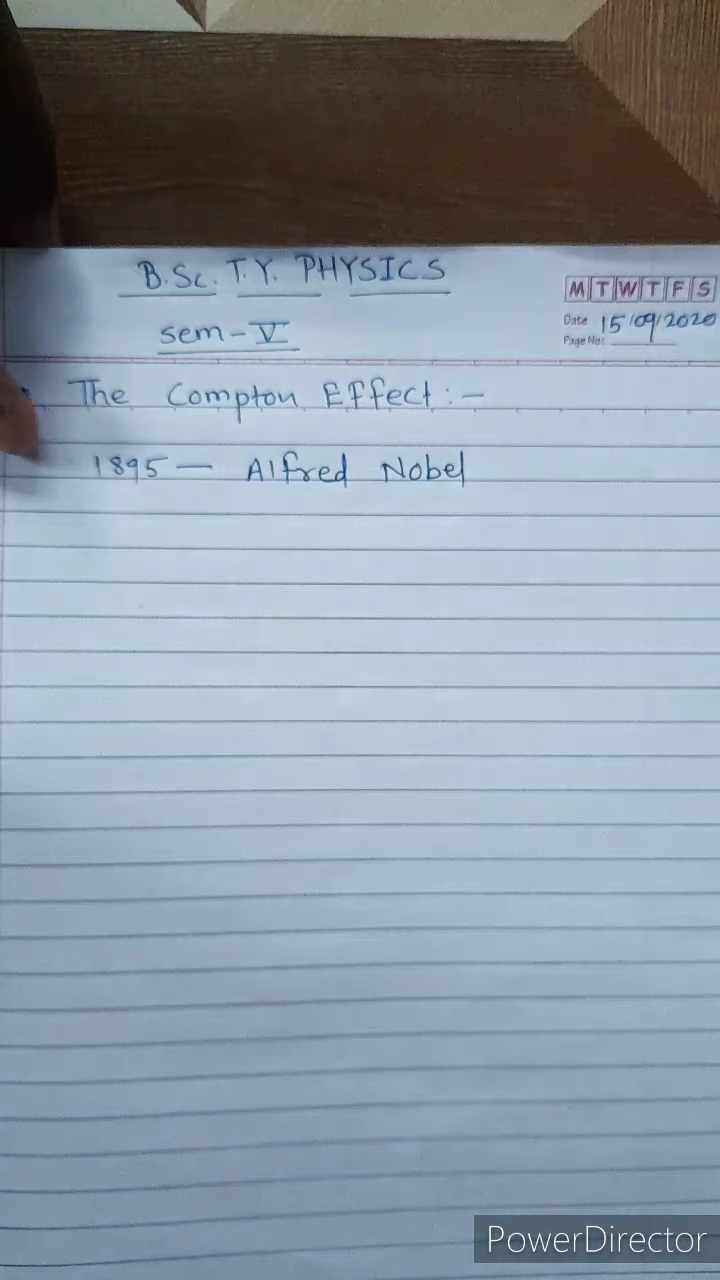 B.Sc. T.Y. PHYSICS
M T W T F S
sem-V
Date 15/09/2020
Page No:
The Compton Effect:-
1895 — Alfred Nobel
PowerDirector